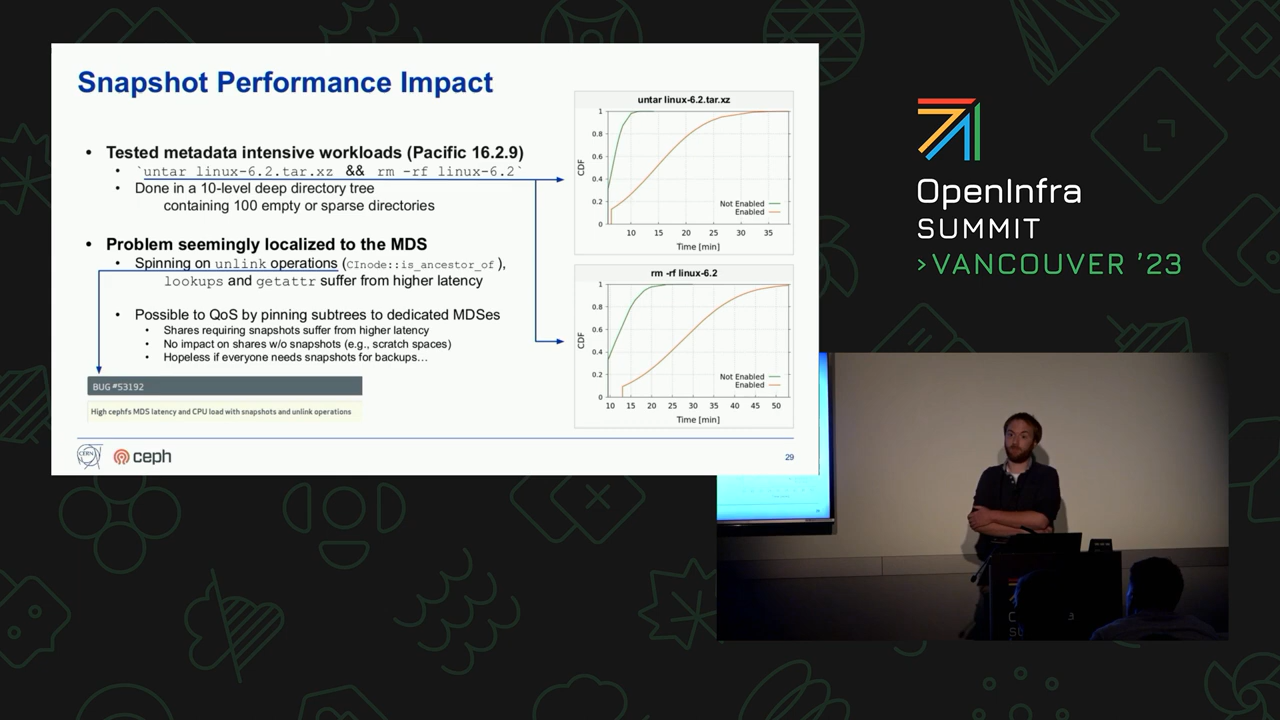 Snapshot Performance Impact
• Tested metadata intensive workloads (Pacific 16.2.9)
• `untar linux-6.2.tar.xz && rm -rf linux-6.2`
• Done in a 10-level deep directory tree
containing 100 empty or sparse directories
• Problem seemingly localized to the MDS
• Spinning on unlink operations (CInode::is_ancestor_of),
lookups and getattr suffer from higher latency
• Possible to QoS by pinning subtrees to dedicated MDSes
• Shares requiring snapshots suffer from higher latency
• No impact on shares w/o snapshots (e.g., scratch spaces)
• Hopeless if everyone needs snapshots for backups…
BUG #53192
High cephfs MDS latency and CPU load with snapshots and unlink operations
CERN
ceph
29
untar linux-6.2.tar.xz
CDF
1
0.8
0.6
0.4
0.2
0
Not Enabled
Enabled
10 15 20 25 30 35
Time [min]
rm -rf linux-6.2
CDF
1
0.8
0.6
0.4
0.2
0
Not Enabled
Enabled
10 15 20 25 30 35 40 45 50
Time [min]
OpenInfra
SUMMIT
>VANCOUVER '23